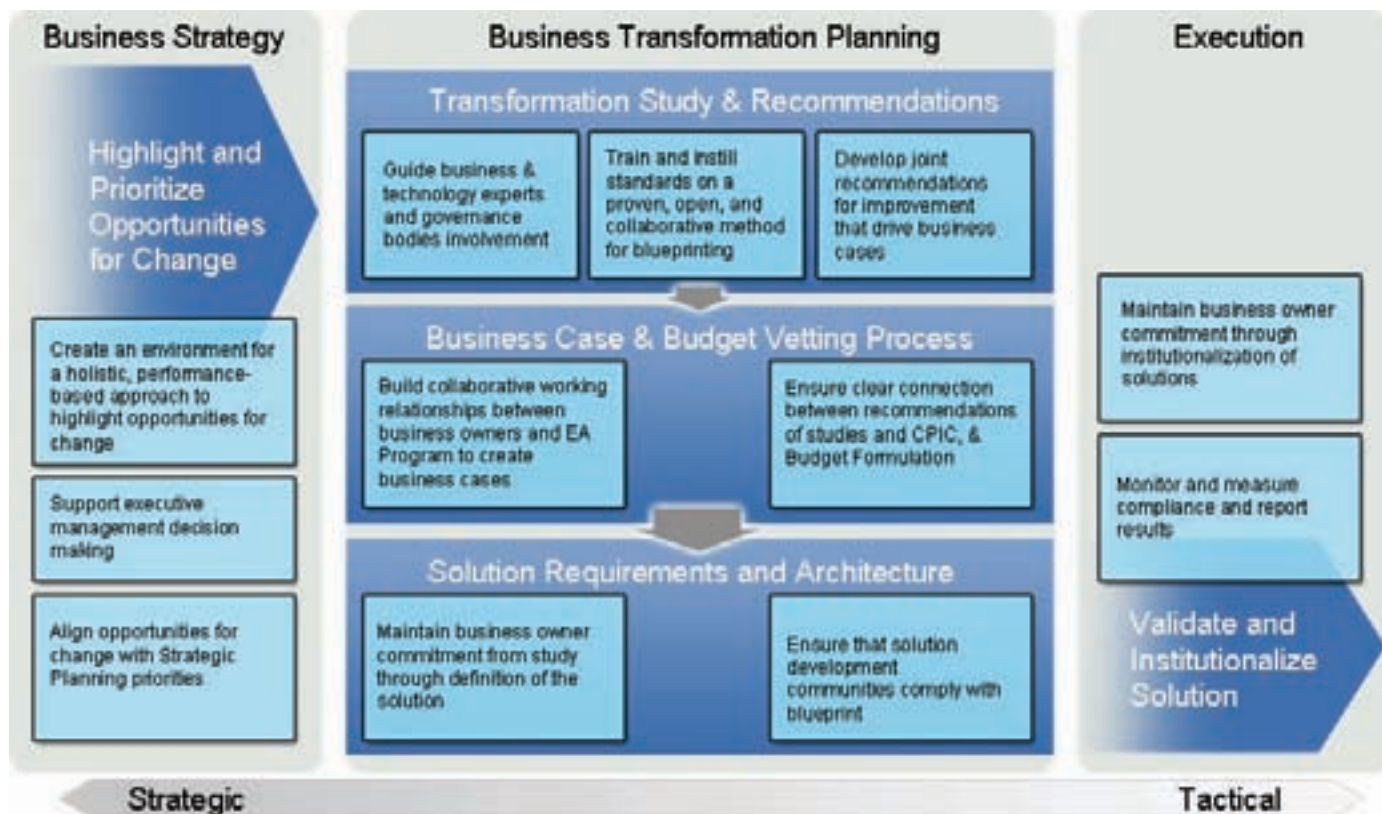 Business Strategy
Highlight and
Prioritize
Opportunities
for Change
Create an environment for
a holistic, performance-
based approach to
highlight opportunities for
change
Support executive
management decision
making
Align opportunities for
change with Strategic
Planning priorities
Business Transformation Planning
Transformation Study & Recommendations
Guide business &
technology experts
and governance
bodies involvement
Train and instill
standards on a
proven, open, and
collaborative method
for blueprinting
Develop joint
recommendations
for improvement
that drive business
cases
Business Case & Budget Vetting Process
Build collaborative working
relationships between
business owners and EA
Program to create
business cases
Ensure clear connection
between recommendations
of studies and CPIC, &
Budget Formulation
Solution Requirements and Architecture
Maintain business owner
commitment from study
through definition of the
solution
Ensure that solution
development
communities comply with
blueprint
Execution
Maintain business owner
commitment through
institutionalization of
solutions
Monitor and measure
compliance and report
results
Validate and
Institutionalize
Solution
Strategic
Tactical